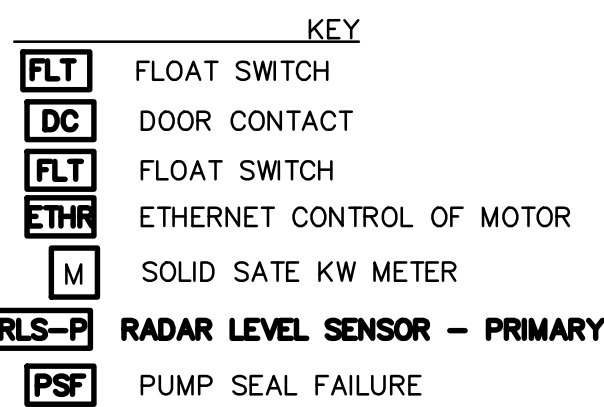 KEY
FLT FLOAT SWITCH
DC DOOR CONTACT
FLT FLOAT SWITCH
ETHR ETHERNET CONTROL OF MOTOR
M SOLID SATE KW METER
RLS-P RADAR LEVEL SENSOR - PRIMARY
PSF PUMP SEAL FAILURE